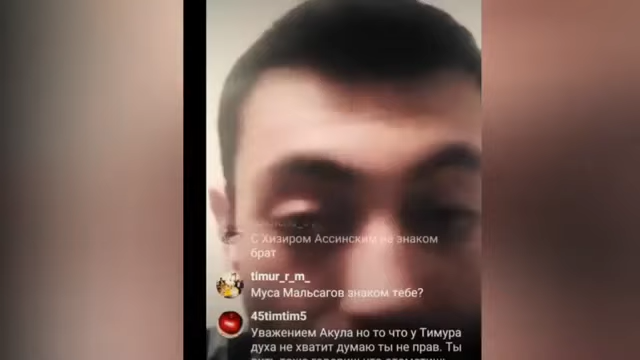 С Хизиром Ассинским не знаком
брат
timur_r_m_
Муса Мальсагов знаком тебе?
45timtim5
Уважением Акула но то что у Тимура
духа не хватит думаю ты не прав. Ты